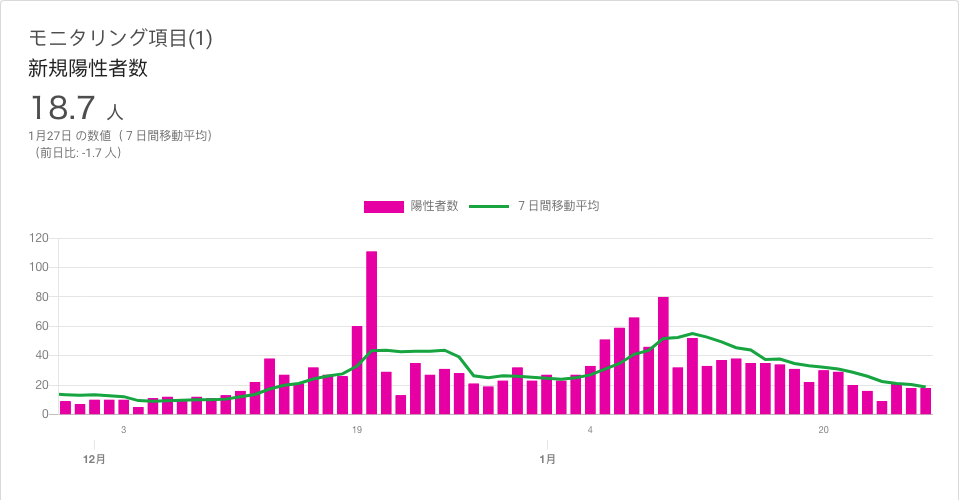 モニタリング項目(1)
新規陽性者数
18.7 人
1月27日 の数値（７日間移動平均）
（前日比: -1.7 人）
陽性者数 ７日間移動平均
120
100
80
60
40
20
0
3 19 4 20
12月 1月